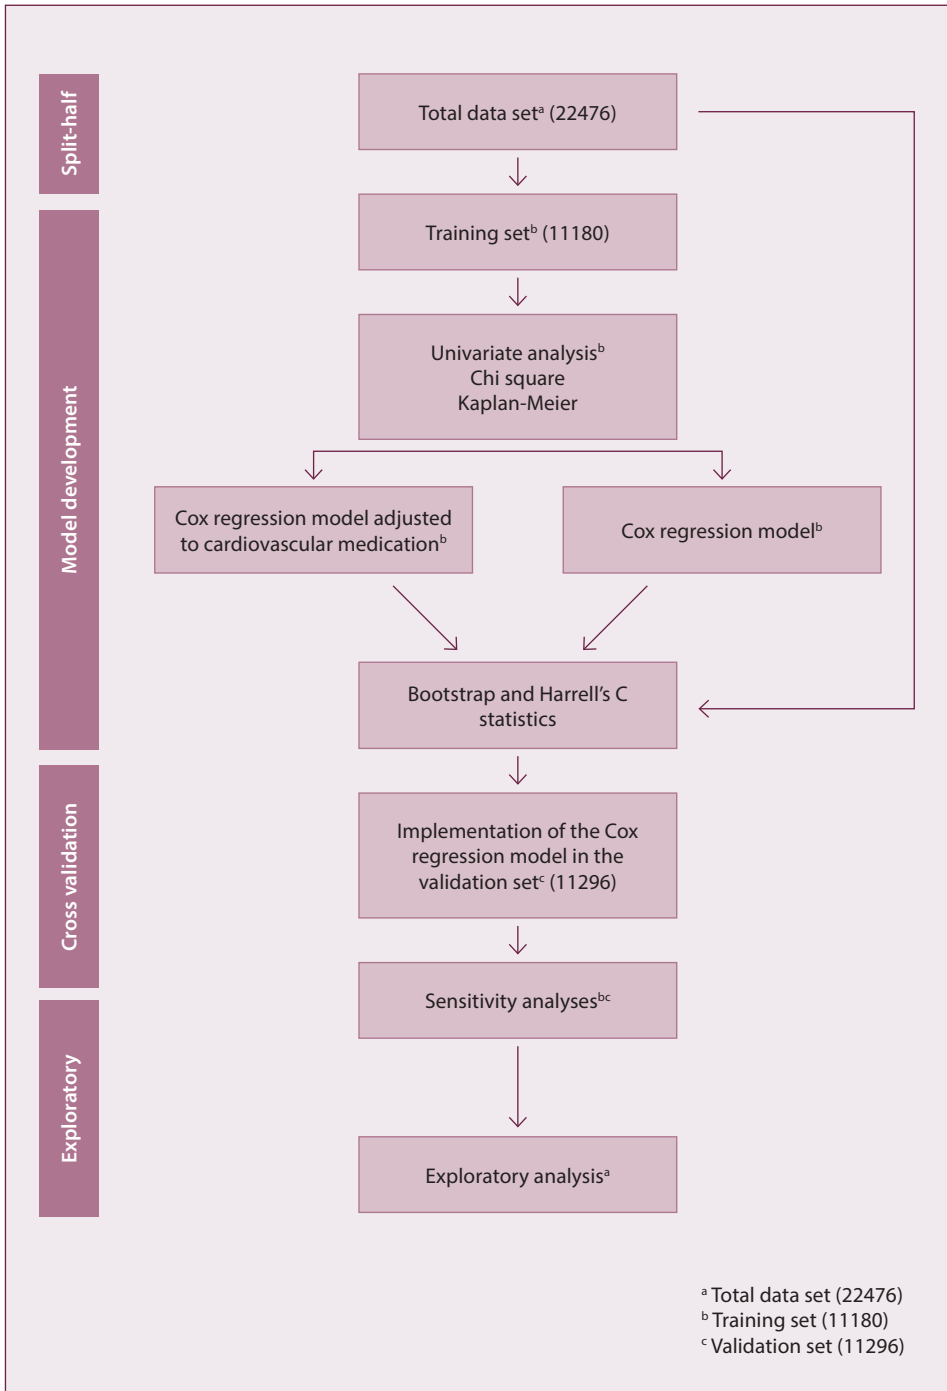 Split-half
Total data setᵃ (22476)
Model development
Training setᵇ (11180)
Univariate analysisᵇ
Chi square
Kaplan-Meier
Cox regression model adjusted
to cardiovascular medicationᵇ
Cox regression modelᵇ
Bootstrap and Harrell’s C
statistics
Cross validation
Implementation of the Cox
regression model in the
validation setᶜ (11296)
Sensitivity analysesᵇᶜ
Exploratory
Exploratory analysisᵃ
ᵃ Total data set (22476)
ᵇ Training set (11180)
ᶜ Validation set (11296)